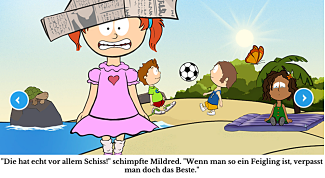 "Die hat echt vor allem Schiss!" schimpfte Mildred. "Wenn man so ein Feigling ist, verpasst
man doch das Beste."